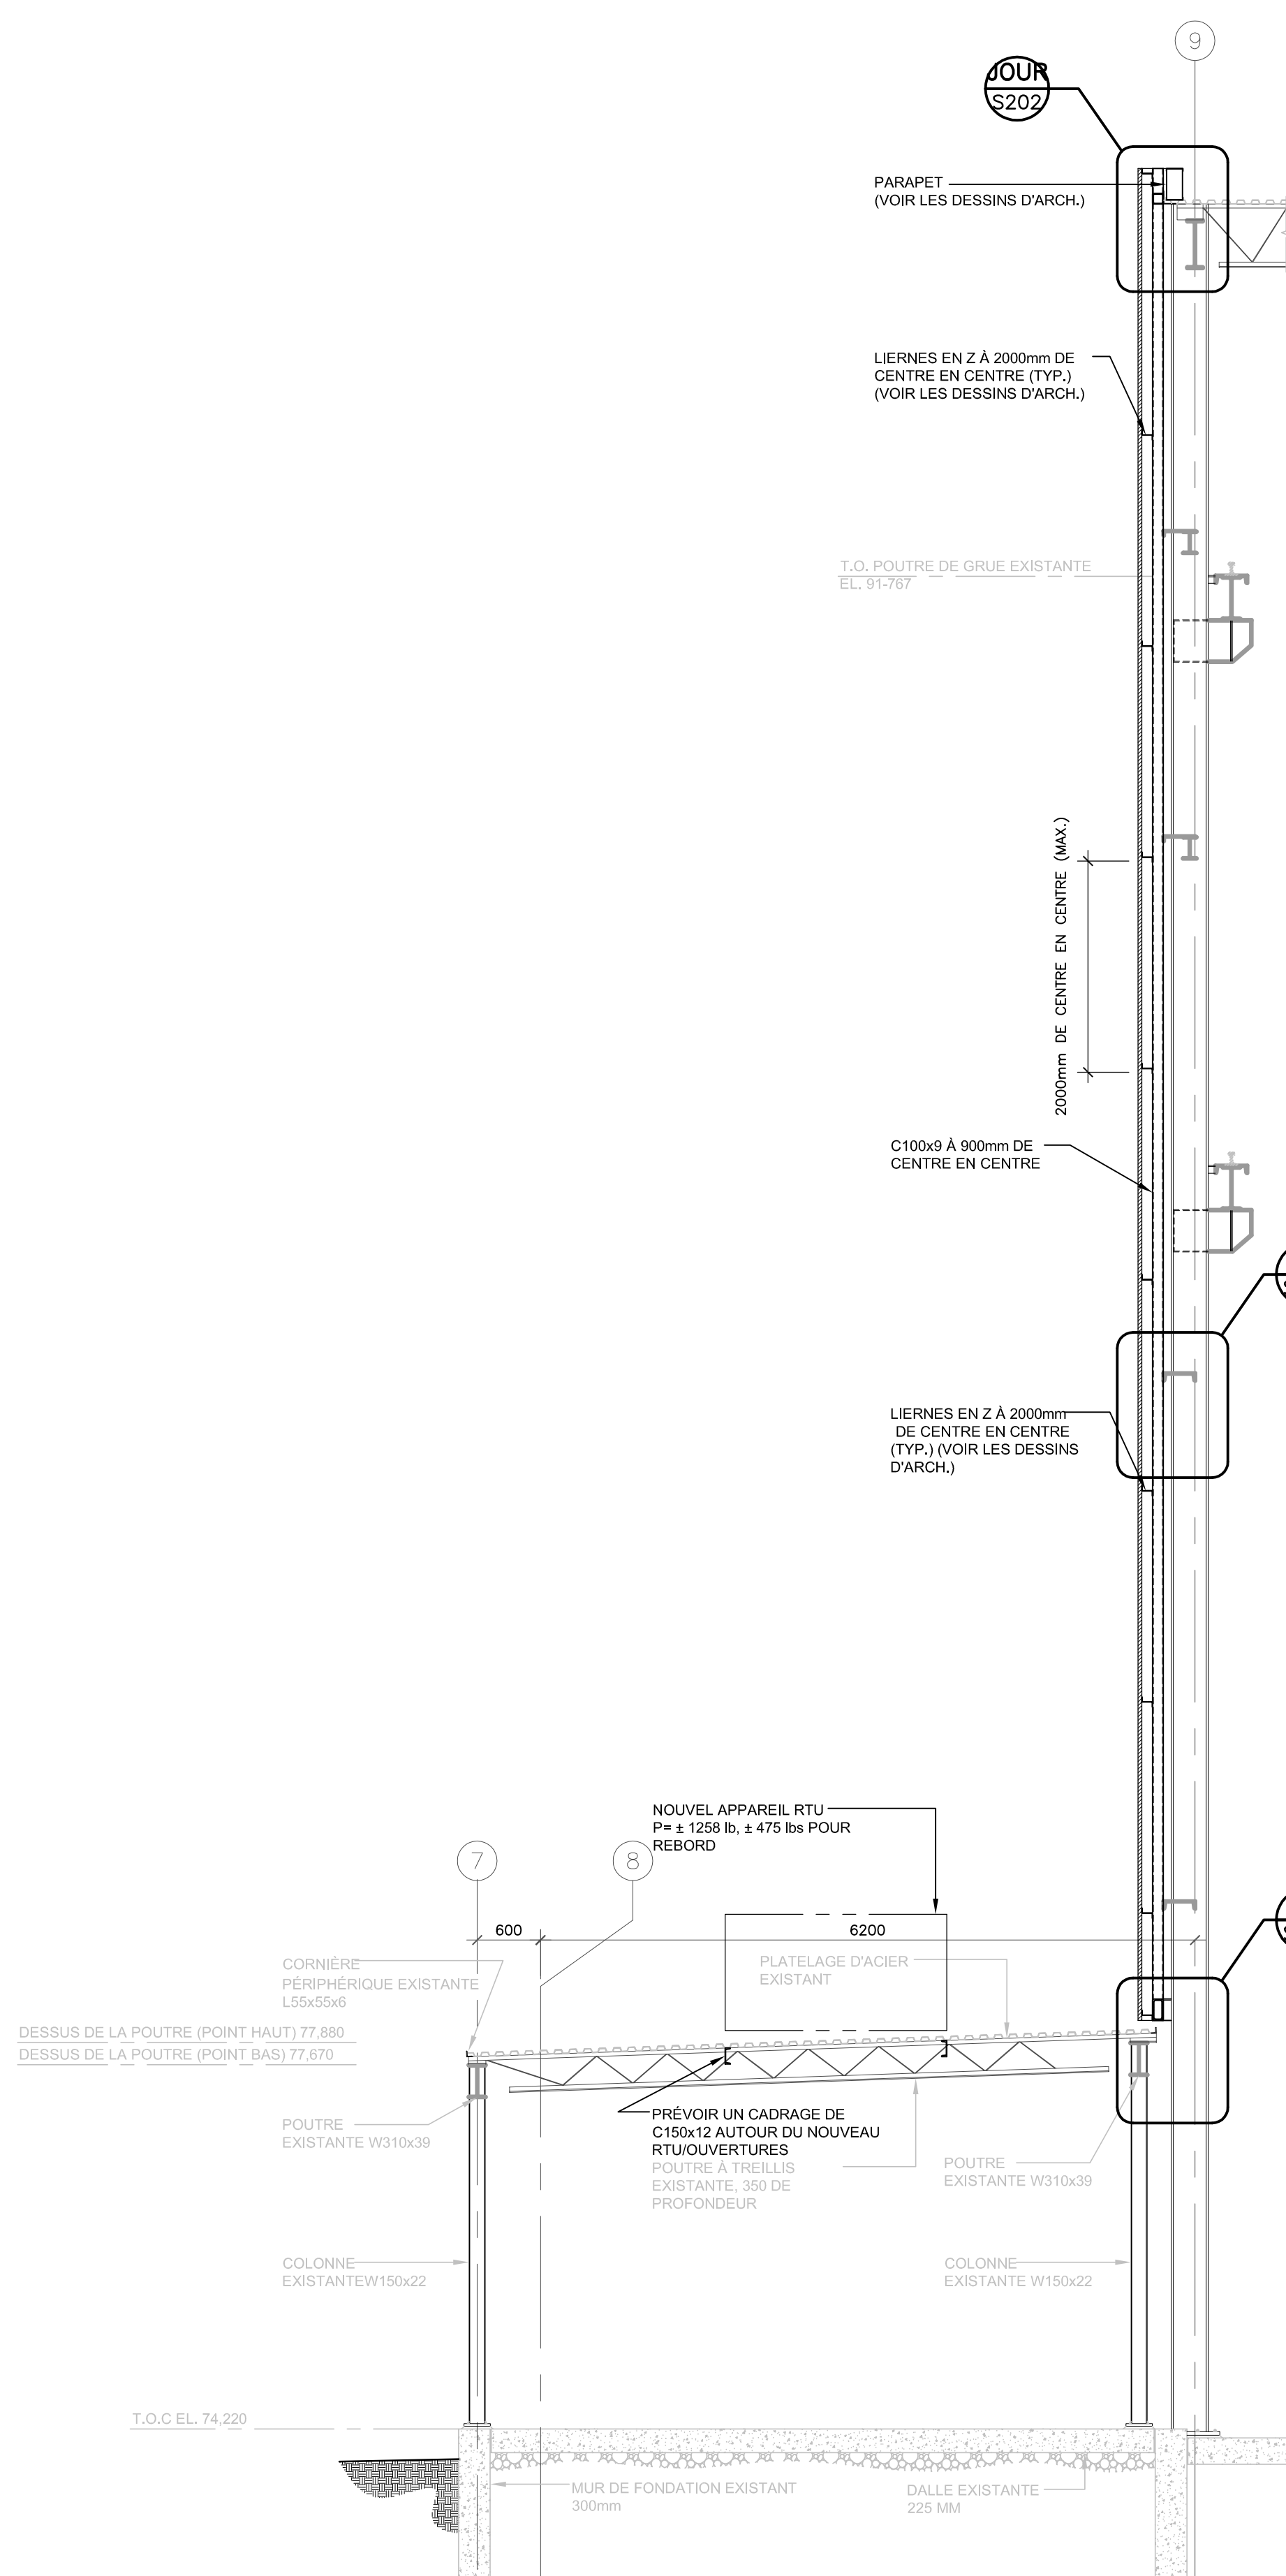 9
JOUR
S202
PARAPET
(VOIR LES DESSINS D'ARCH.)
LIERNES EN Z À 2000mm DE
CENTRE EN CENTRE (TYP.)
(VOIR LES DESSINS D'ARCH.)
T.O. POUTRE DE GRUE EXISTANTE
EL. 91-767
2000mm DE CENTRE EN CENTRE (MAX.)
C100x9 À 900mm DE
CENTRE EN CENTRE
LIERNES EN Z À 2000mm
DE CENTRE EN CENTRE
(TYP.) (VOIR LES DESSINS
D'ARCH.)
NOUVEL APPAREIL RTU
P= ± 1258 lb, ± 475 lbs POUR
REBORD
7
8
600
6200
CORNIÈRE
PÉRIPHÉRIQUE EXISTANTE
L55x55x6
PLATELAGE D'ACIER
EXISTANT
DESSUS DE LA POUTRE (POINT HAUT) 77,880
DESSUS DE LA POUTRE (POINT BAS) 77,670
POUTRE
EXISTANTE W310x39
PRÉVOIR UN CADRAGE DE
C150x12 AUTOUR DU NOUVEAU
RTU/OUVERTURES
POUTRE À TREILLIS
EXISTANTE, 350 DE
PROFONDEUR
POUTRE
EXISTANTE W310x39
COLONNE
EXISTANTEW150x22
COLONNE
EXISTANTE W150x22
T.O.C EL. 74,220
MUR DE FONDATION EXISTANT
300mm
DALLE EXISTANTE
225 MM